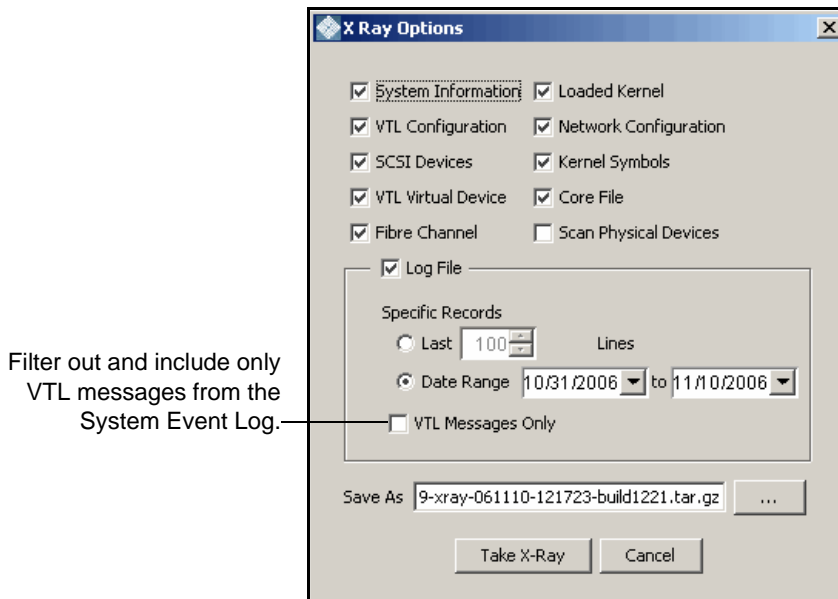 X Ray Options
System Information Loaded Kernel
VTL Configuration Network Configuration
SCSI Devices Kernel Symbols
VTL Virtual Device Core File
Fibre Channel Scan Physical Devices
Log File
Specific Records
Last 100 Lines
Date Range 10/31/2006 to 11/10/2006
VTL Messages Only
Filter out and include only
VTL messages from the
System Event Log.
Save As 9-xray-061110-121723-build1221.tar.gz ...
Take X-Ray Cancel